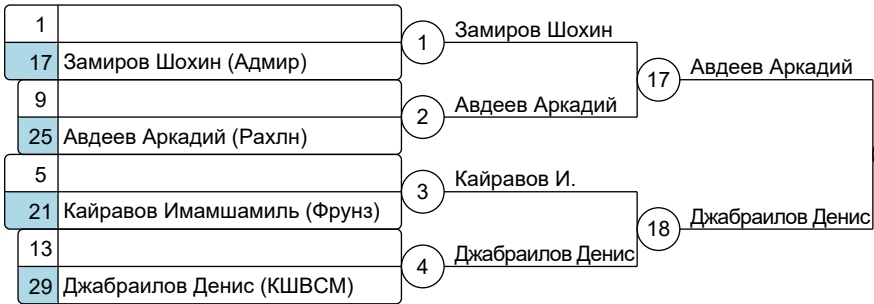 1
17 Замиров Шохин (Адмир)
9
25 Авдеев Аркадий (Рахлн)
5
21 Кайравов Имамшамиль (Фрунз)
13
29 Джабраилов Денис (КШВСМ)
1 Замиров Шохин
2 Авдеев Аркадий
3 Кайравов И.
4 Джабраилов Денис
17 Авдеев Аркадий
18 Джабраилов Денис